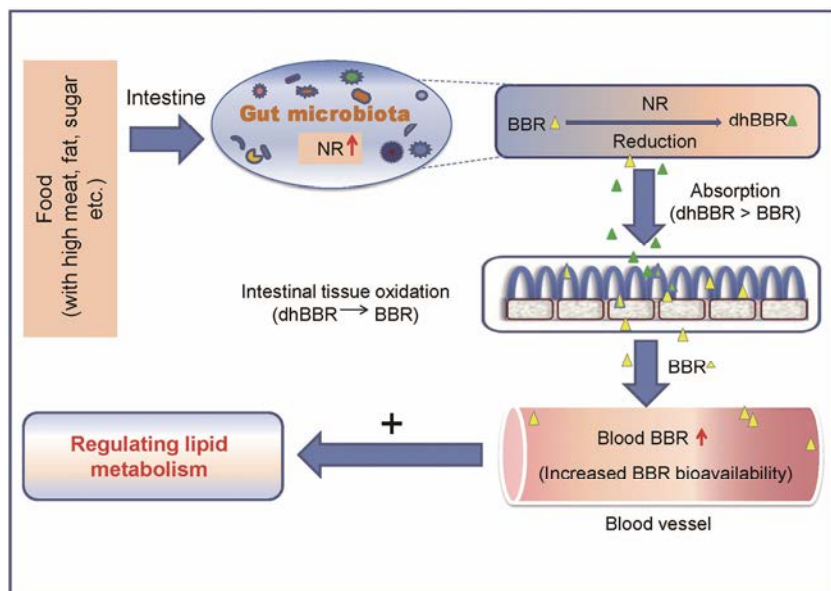 Food
(with high meat, fat, sugar
etc.)
Intestine
Gut microbiota
NR↑
NR
BBR
dhBBR
Reduction
Absorption
(dhBBR > BBR)
Intestinal tissue oxidation
(dhBBR → BBR)
BBR
+
Regulating lipid
metabolism
Blood BBR ↑
(Increased BBR bioavailability)
Blood vessel